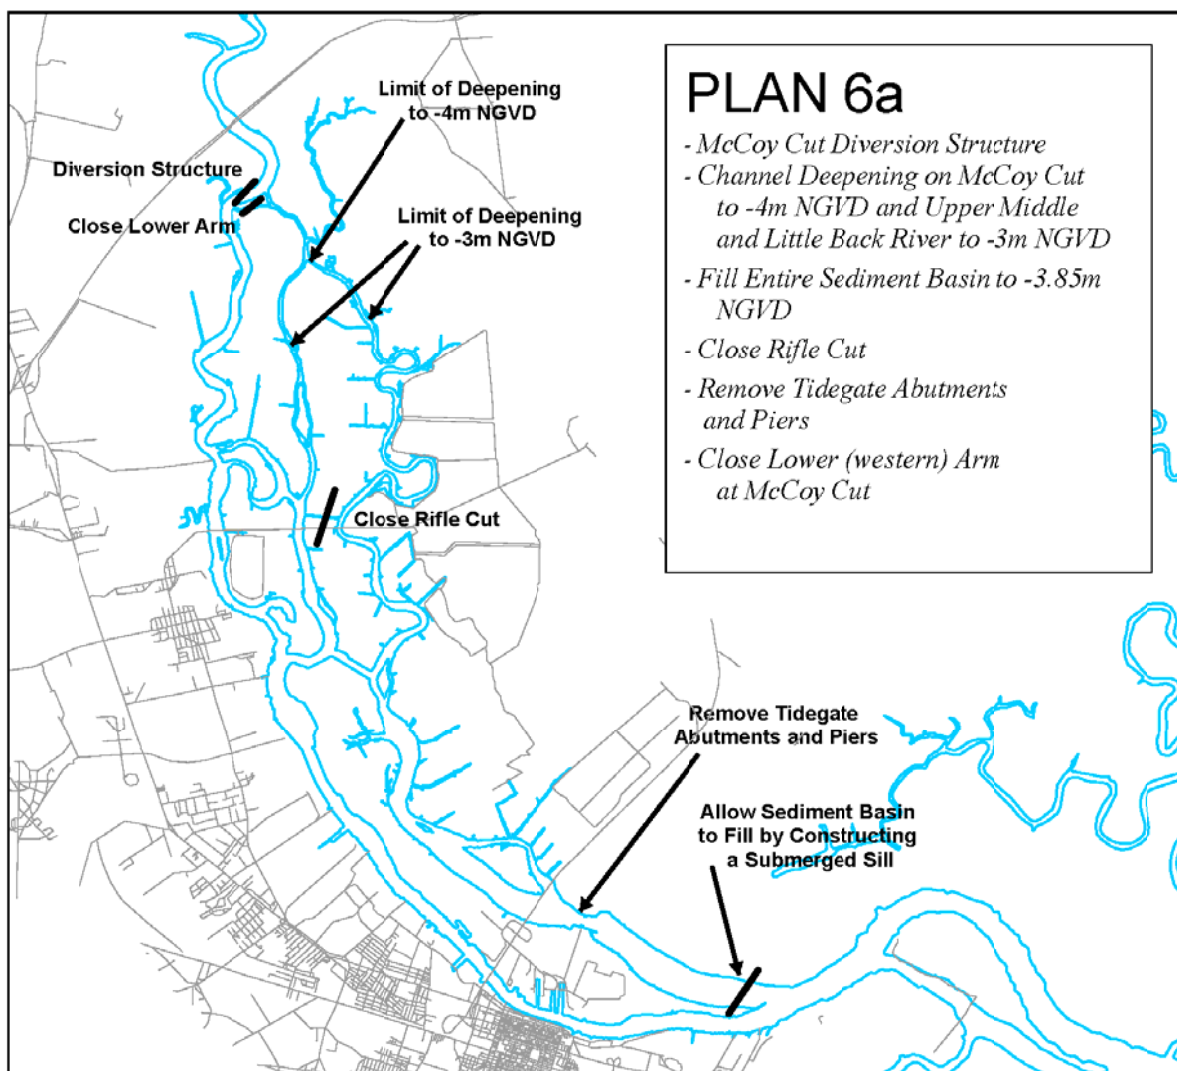 Limit of Deepening
to -4m NGVD
Diversion Structure
Close Lower Arm
Limit of Deepening
to -3m NGVD
Close Rifle Cut
Remove Tidegate
Abutments and Piers
Allow Sediment Basin
to Fill by Constructing
a Submerged Sill
PLAN 6a
- McCoy Cut Diversion Structure
- Channel Deepening on McCoy Cut
to -4m NGVD and Upper Middle
and Little Back River to -3m NGVD
- Fill Entire Sediment Basin to -3.85m
NGVD
- Close Rifle Cut
- Remove Tidegate Abutments
and Piers
- Close Lower (western) Arm
at McCoy Cut